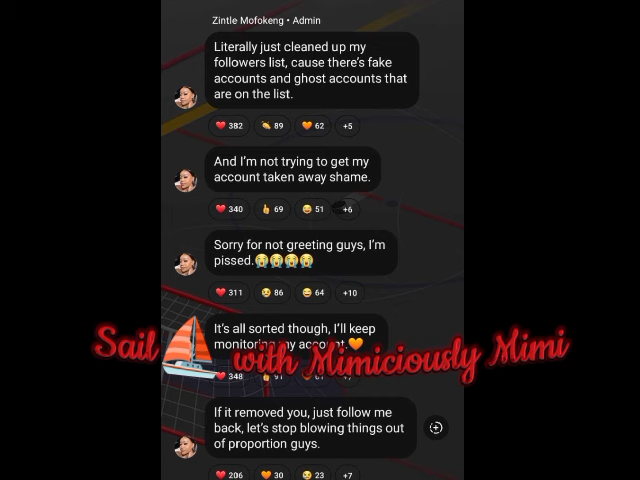 Zintle Mofokeng • Admin
Literally just cleaned up my
followers list, cause there's fake
accounts and ghost accounts that
are on the list.
❤️ 382 👏 89 🧡 62 +5
And I'm not trying to get my
account taken away shame.
❤️ 340 👍 69 😂 51 +6
Sorry for not greeting guys, I'm
pissed.😭😭😭😭
❤️ 311 😢 86 😂 64 +10
It's all sorted though, I'll keep
monitoring my account.🧡
Sail ⛵ with Mimiciously Mimi
348 91 61 +7
If it removed you, just follow me
back, let's stop blowing things out
of proportion guys.
❤️ 206 🧡 30 😂 23 +7